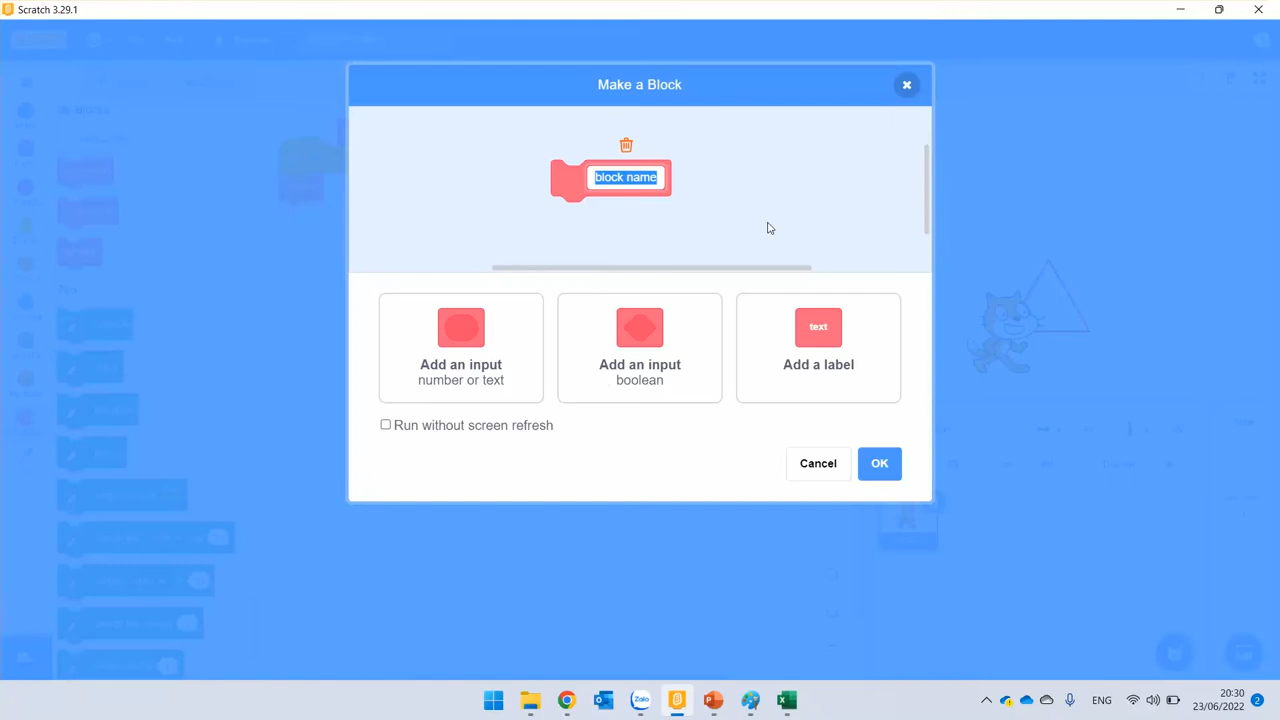 Scratch 3.29.1
Make a Block
block name
text
Add an input
number or text
Add an input
boolean
Add a label
Run without screen refresh
Cancel
OK
Zalo
ENG
20:30
23/06/2022
2